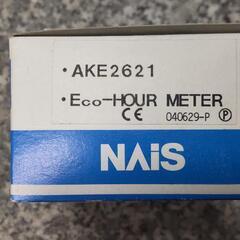 ・AKE2621
・Eco-HOUR METER
CE 040629-P Ⓟ
NAiS